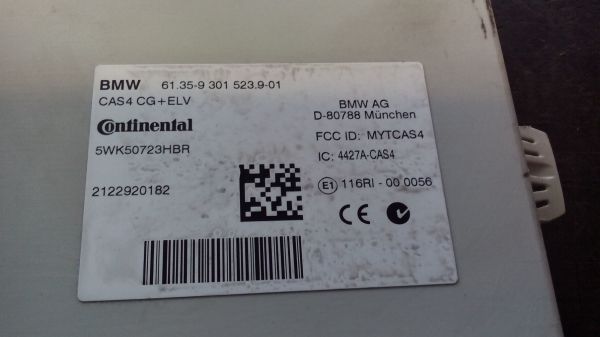 BMW 61.35-9 301 523.9-01
CAS4 CG+ELV
Continental
5WK50723HBR
2122920182
BMW AG
D-80788 München
FCC ID: MYTCAS4
IC: 4427A-CAS4
E1 116RI - 00 0056
CE